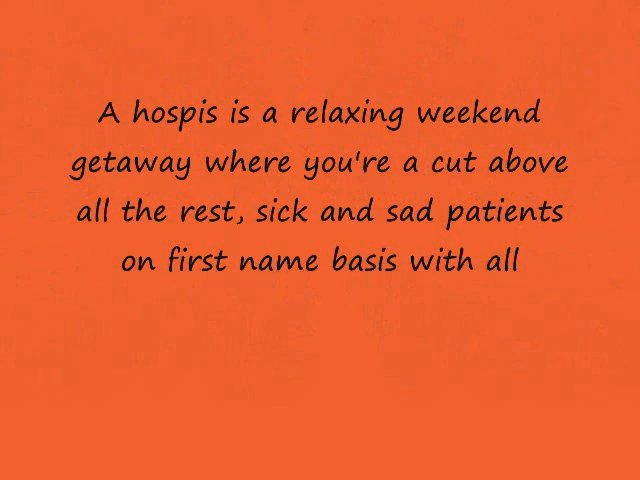 A hospis is a relaxing weekend
getaway where you're a cut above
all the rest, sick and sad patients
on first name basis with all